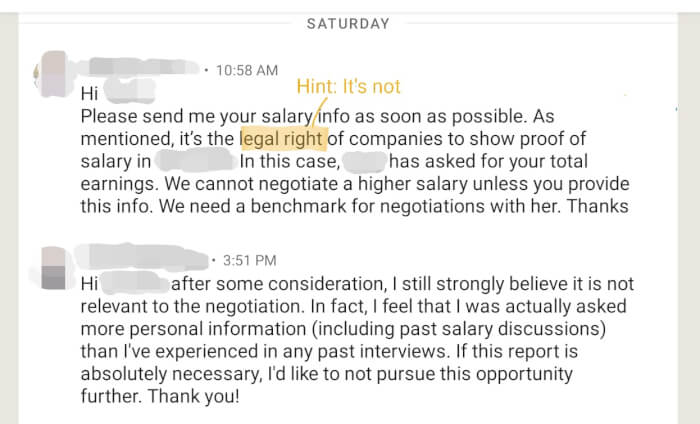 SATURDAY
• 10:58 AM
Hint: It's not
Hi
Please send me your salary info as soon as possible. As
mentioned, it's the legal right of companies to show proof of
salary in In this case, has asked for your total
earnings. We cannot negotiate a higher salary unless you provide
this info. We need a benchmark for negotiations with her. Thanks
• 3:51 PM
Hi after some consideration, I still strongly believe it is not
relevant to the negotiation. In fact, I feel that I was actually asked
more personal information (including past salary discussions)
than I've experienced in any past interviews. If this report is
absolutely necessary, I'd like to not pursue this opportunity
further. Thank you!